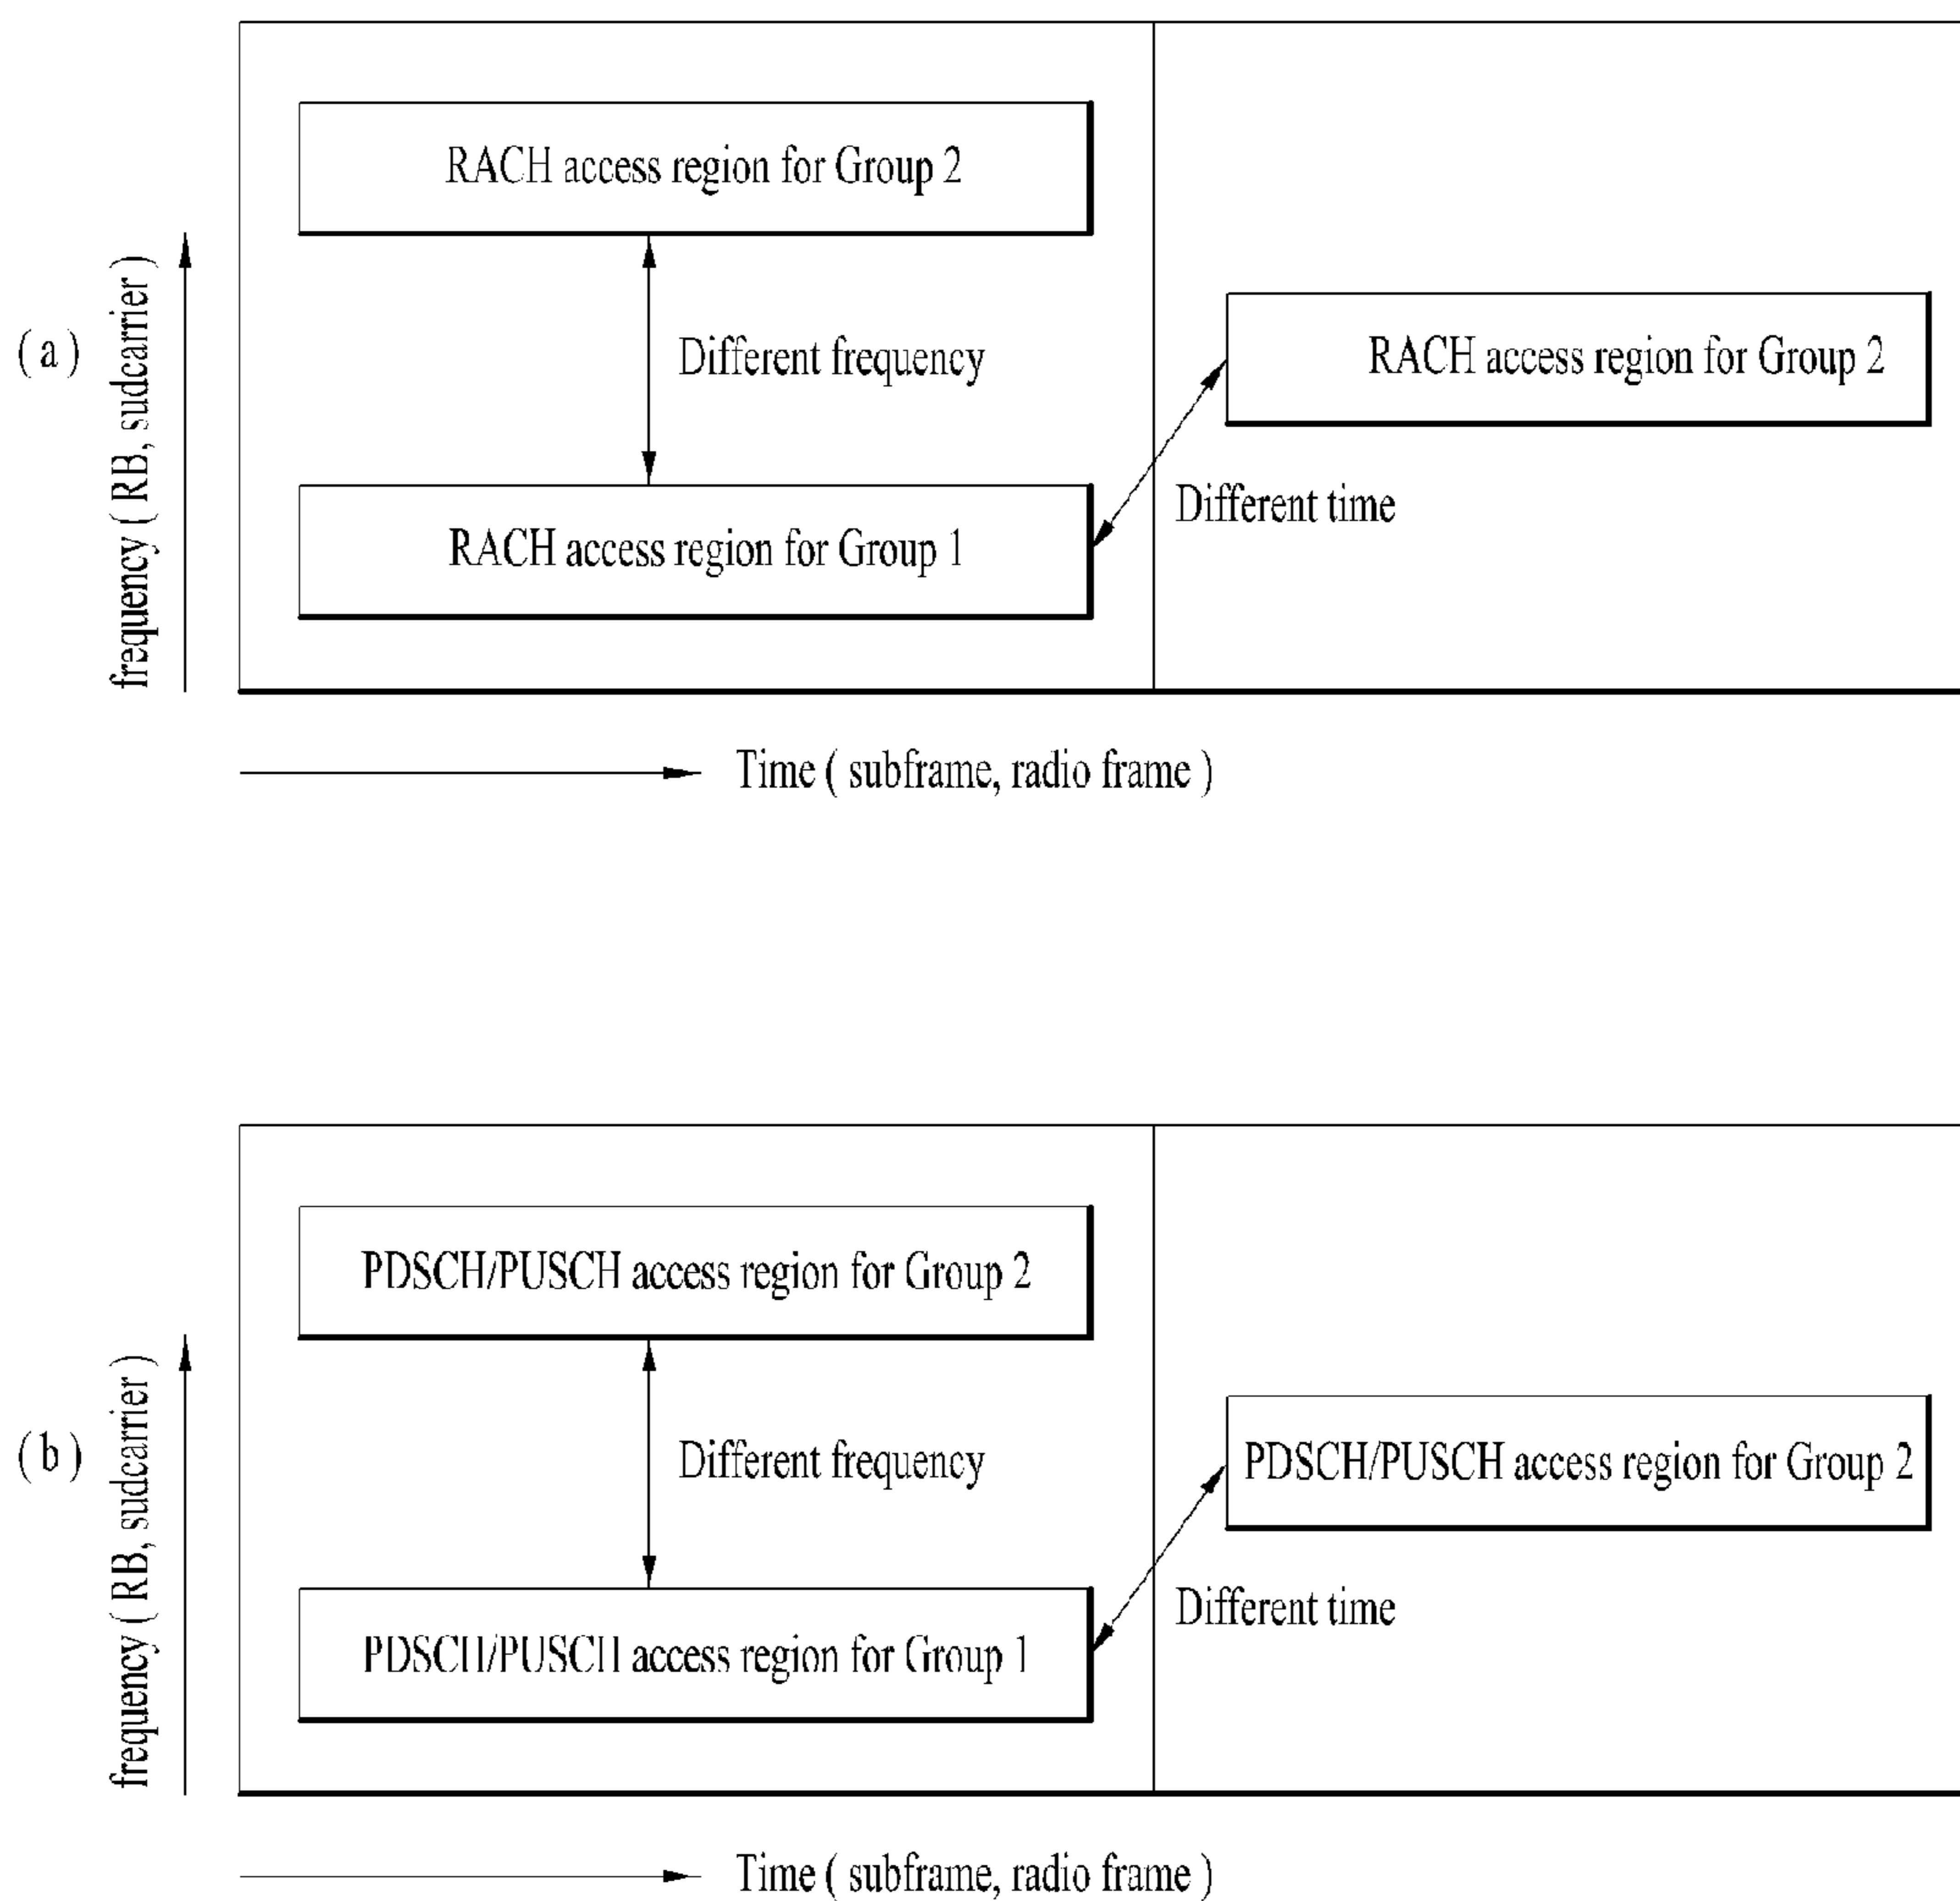 RACH access region for Group 2
( a )
frequency ( RB, sudcarrier )
Different frequency
RACH access region for Group 2
Different time
RACH access region for Group 1
Time ( subframe, radio frame )
PDSCH/PUSCH access region for Group 2
( b )
frequency ( RB, sudcarrier )
Different frequency
PDSCH/PUSCH access region for Group 2
Different time
PDSCH/PUSCH access region for Group 1
Time ( subframe, radio frame )